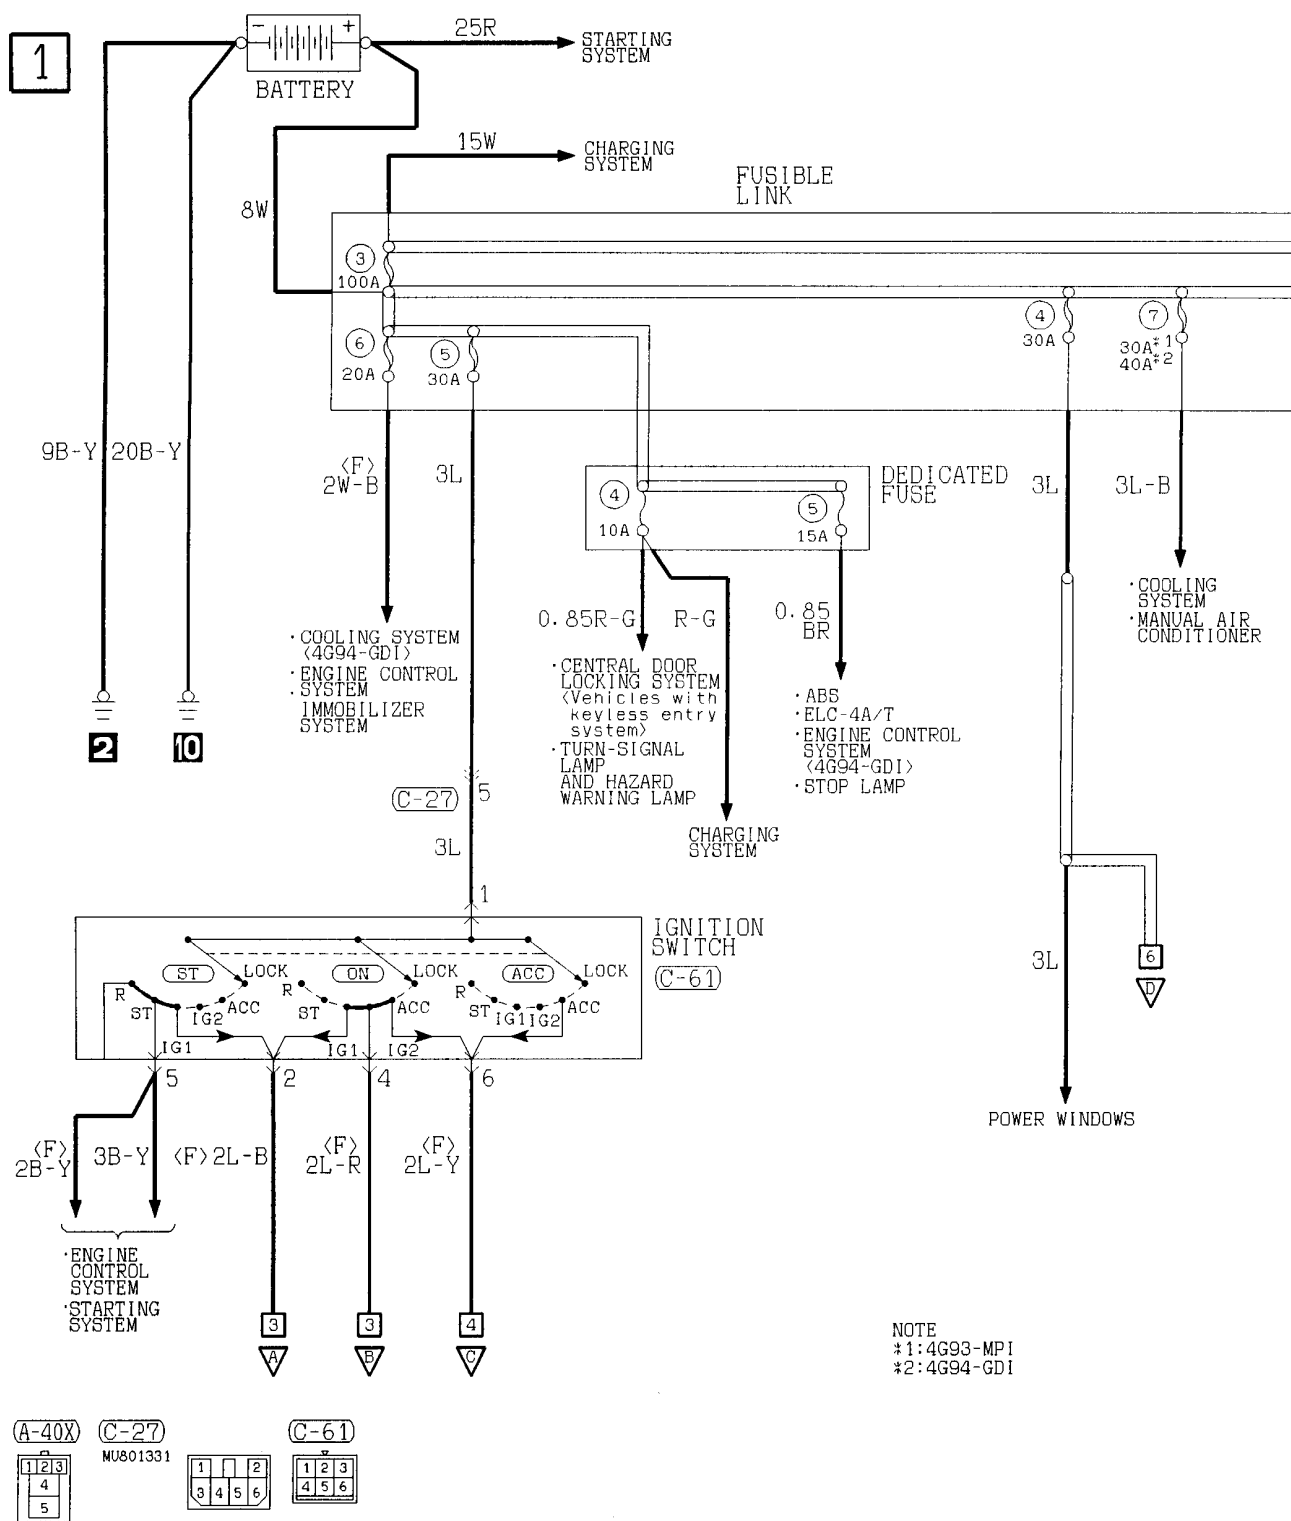 1
- +
BATTERY
25R
STARTING
SYSTEM
15W
CHARGING
SYSTEM
FUSIBLE
LINK
8W
3
100A
6
20A
5
30A
4
30A
7
30A*1
40A*2
9B-Y
20B-Y
<F>
2W-B
3L
4
10A
5
15A
DEDICATED
FUSE
3L
3L-B
·COOLING
SYSTEM
·MANUAL AIR
CONDITIONER
0.85R-G
R-G
0.85
BR
·COOLING SYSTEM
<4G94-GDI>
·ENGINE CONTROL
.SYSTEM
IMMOBILIZER
SYSTEM
·CENTRAL DOOR
LOCKING SYSTEM
<Vehicles with
keyless entry
system>
·TURN-SIGNAL
LAMP
AND HAZARD
WARNING LAMP
·ABS
·ELC-4A/T
·ENGINE CONTROL
SYSTEM
<4G94-GDI>
·STOP LAMP
2
10
C-27
5
CHARGING
SYSTEM
3L
1
IGNITION
SWITCH
C-61
3L
6
D
ST
LOCK
R
ST
IG1
IG2
ACC
ON
LOCK
R
ST
IG1
IG2
ACC
ACC
LOCK
R
ST
IG1
IG2
ACC
5
2
4
6
POWER WINDOWS
<F>
2B-Y
3B-Y
<F>2L-B
<F>
2L-R
<F>
2L-Y
·ENGINE
CONTROL
SYSTEM
·STARTING
SYSTEM
3
A
3
B
4
C
NOTE
*1:4G93-MPI
*2:4G94-GDI
A-40X
C-27
C-61
MU801331
1 2 3
4
5
1 2
3 4 5 6
1 2 3
4 5 6